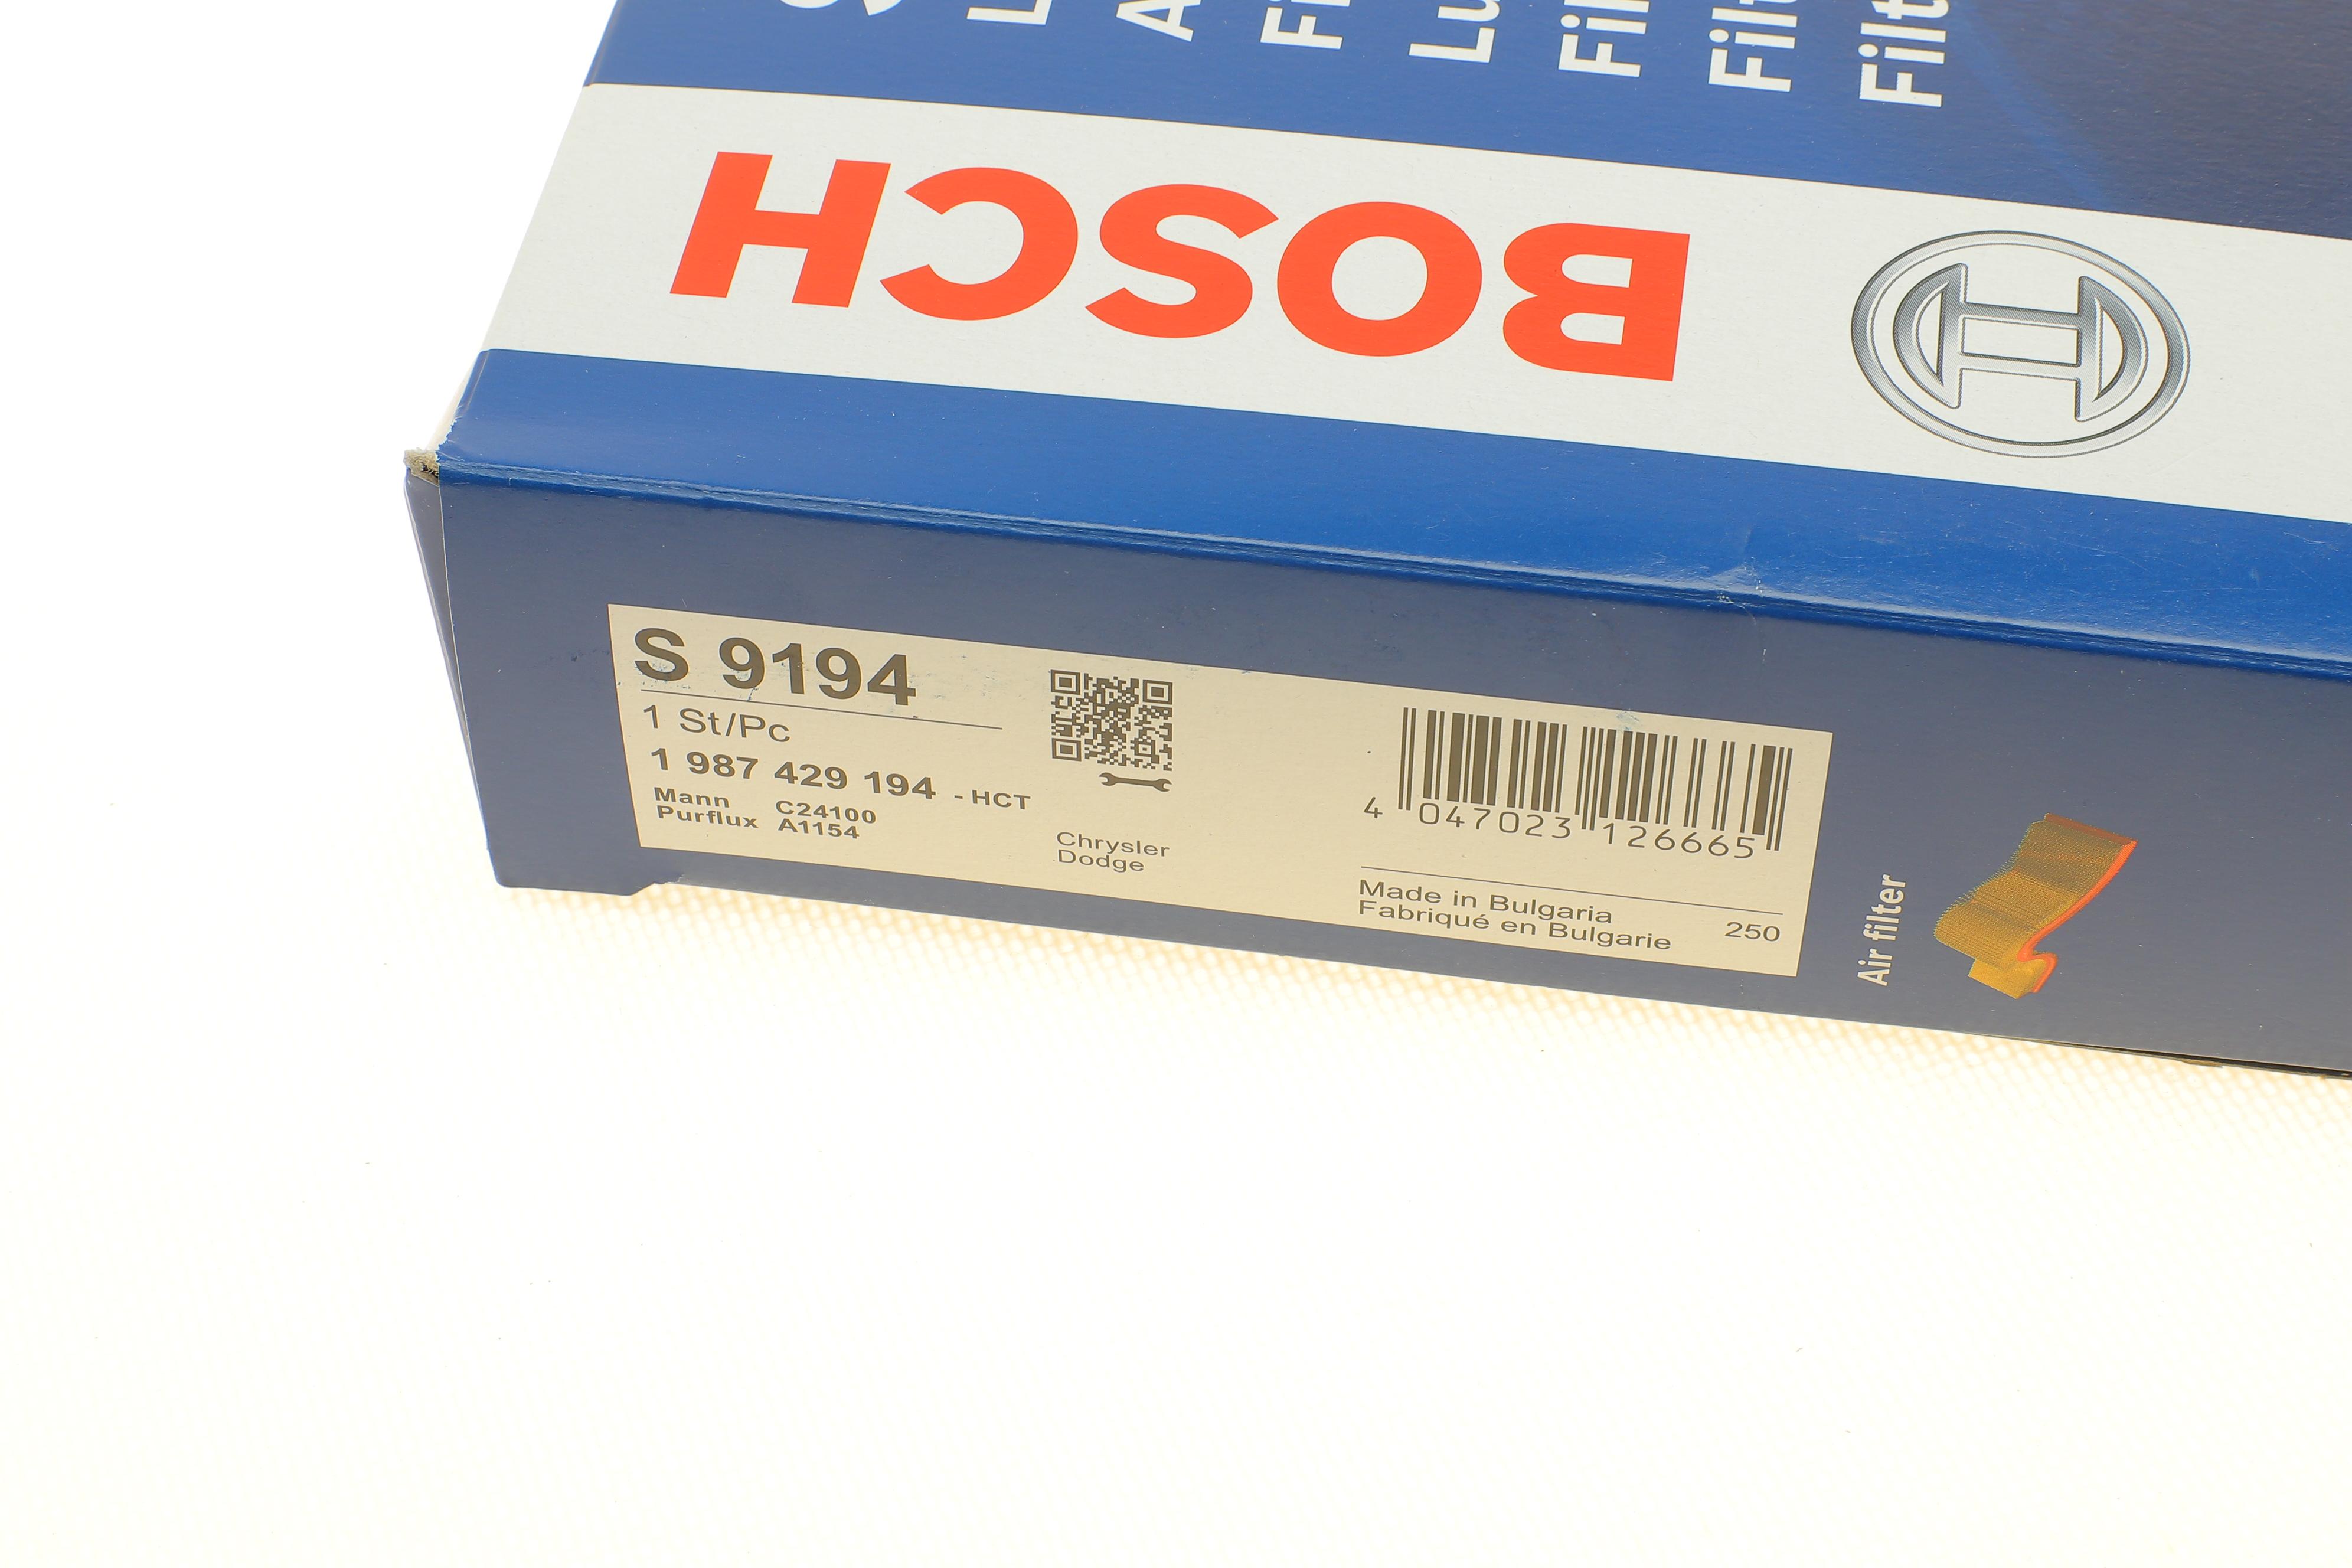 BOSCH
S 9194
1 St/Pc
1 987 429 194 - HCT
Mann C24100
Purflux A1154
Chrysler
Dodge
4 047023 126665
Made in Bulgaria
Fabriqué en Bulgarie
250
Air filter